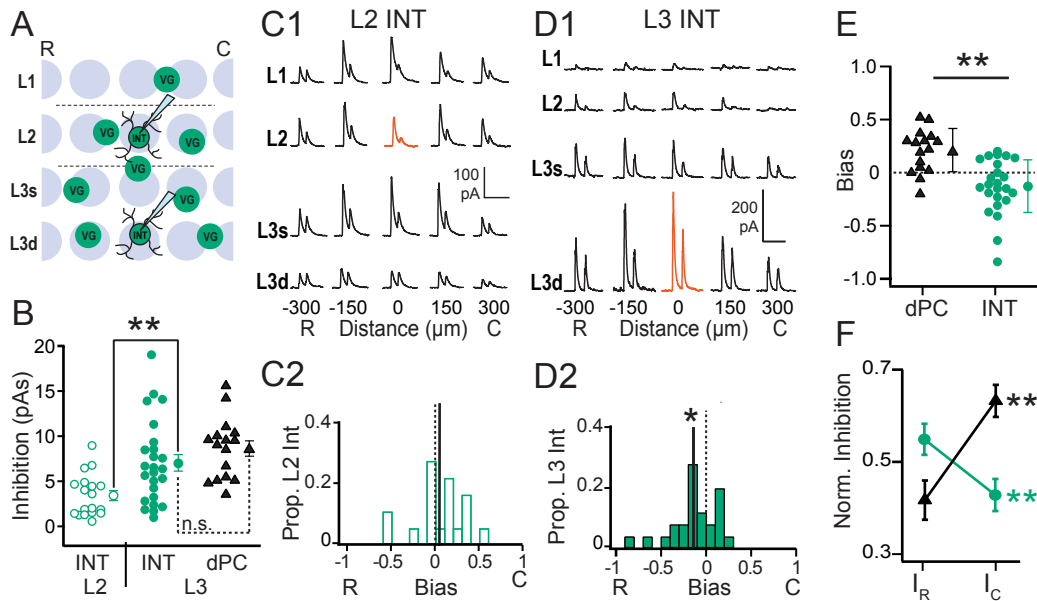 A
R
C
L1
VG
L2
VG
INT
VG
VG
L3s
VG
VG
L3d
VG
INT
VG
B
**
Inhibition (pAs)
20
15
10
5
0
n.s.
INT
INT
dPC
L2
L3
C1
L2 INT
L1
L2
100
pA
L3s
L3d
-300
-150
0
150
300
R
Distance (µm)
C
C2
Prop. L2 Int
0.4
0.2
0
-1
-0.5
0
0.5
1
R
Bias
C
D1
L3 INT
L1
L2
L3s
200
pA
L3d
-300
-150
0
150
300
R
Distance (µm)
C
D2
*
Prop. L3 Int
0.4
0.2
0
-1
-0.5
0
0.5
1
R
Bias
C
E
**
Bias
1.0
0.5
0
-0.5
-1.0
dPC
INT
F
Norm. Inhibition
0.7
0.5
0.3
**
**
I_R
I_C